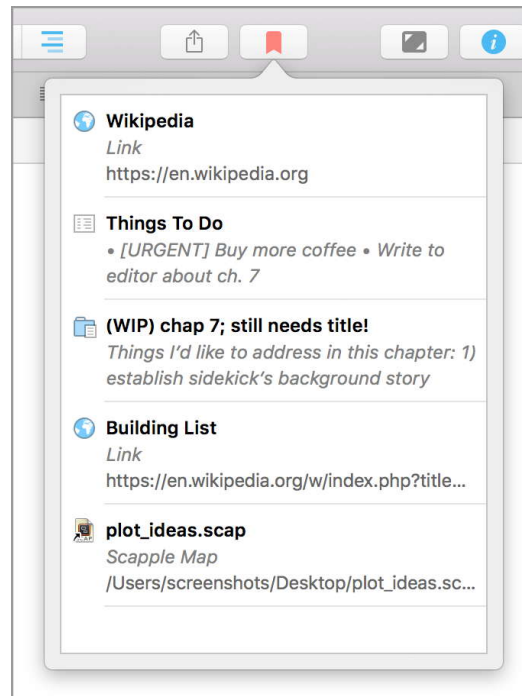 Wikipedia
Link
https://en.wikipedia.org
Things To Do
• [URGENT] Buy more coffee • Write to
editor about ch. 7
(WIP) chap 7; still needs title!
Things I’d like to address in this chapter: 1)
establish sidekick’s background story
Building List
Link
https://en.wikipedia.org/w/index.php?title...
plot_ideas.scap
Scapple Map
/Users/screenshots/Desktop/plot_ideas.sc...